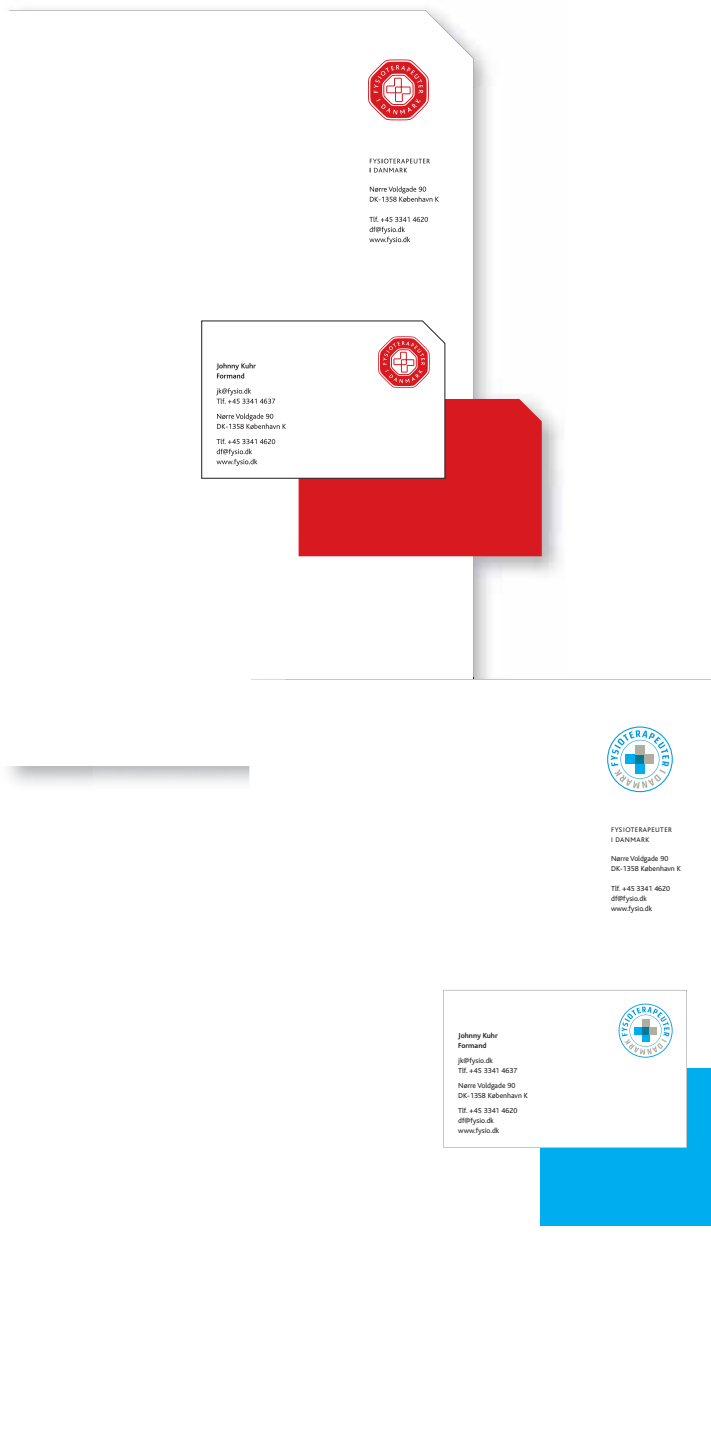 FYSIOTERAPEUTER I DANMARK
FYSIOTERAPEUTER
I DANMARK
Nørre Voldgade 90
DK-1358 København K
Tlf. +45 3341 4620
df@fysio.dk
www.fysio.dk
FYSIOTERAPEUTER I DANMARK
Johnny Kuhr
Formand
jk@fysio.dk
Tlf. +45 3341 4637
Nørre Voldgade 90
DK-1358 København K
Tlf. +45 3341 4620
df@fysio.dk
www.fysio.dk
FYSIOTERAPEUTER I DANMARK
FYSIOTERAPEUTER
I DANMARK
Nørre Voldgade 90
DK-1358 København K
Tlf. +45 3341 4620
df@fysio.dk
www.fysio.dk
FYSIOTERAPEUTER I DANMARK
Johnny Kuhr
Formand
jk@fysio.dk
Tlf. +45 3341 4637
Nørre Voldgade 90
DK-1358 København K
Tlf. +45 3341 4620
df@fysio.dk
www.fysio.dk